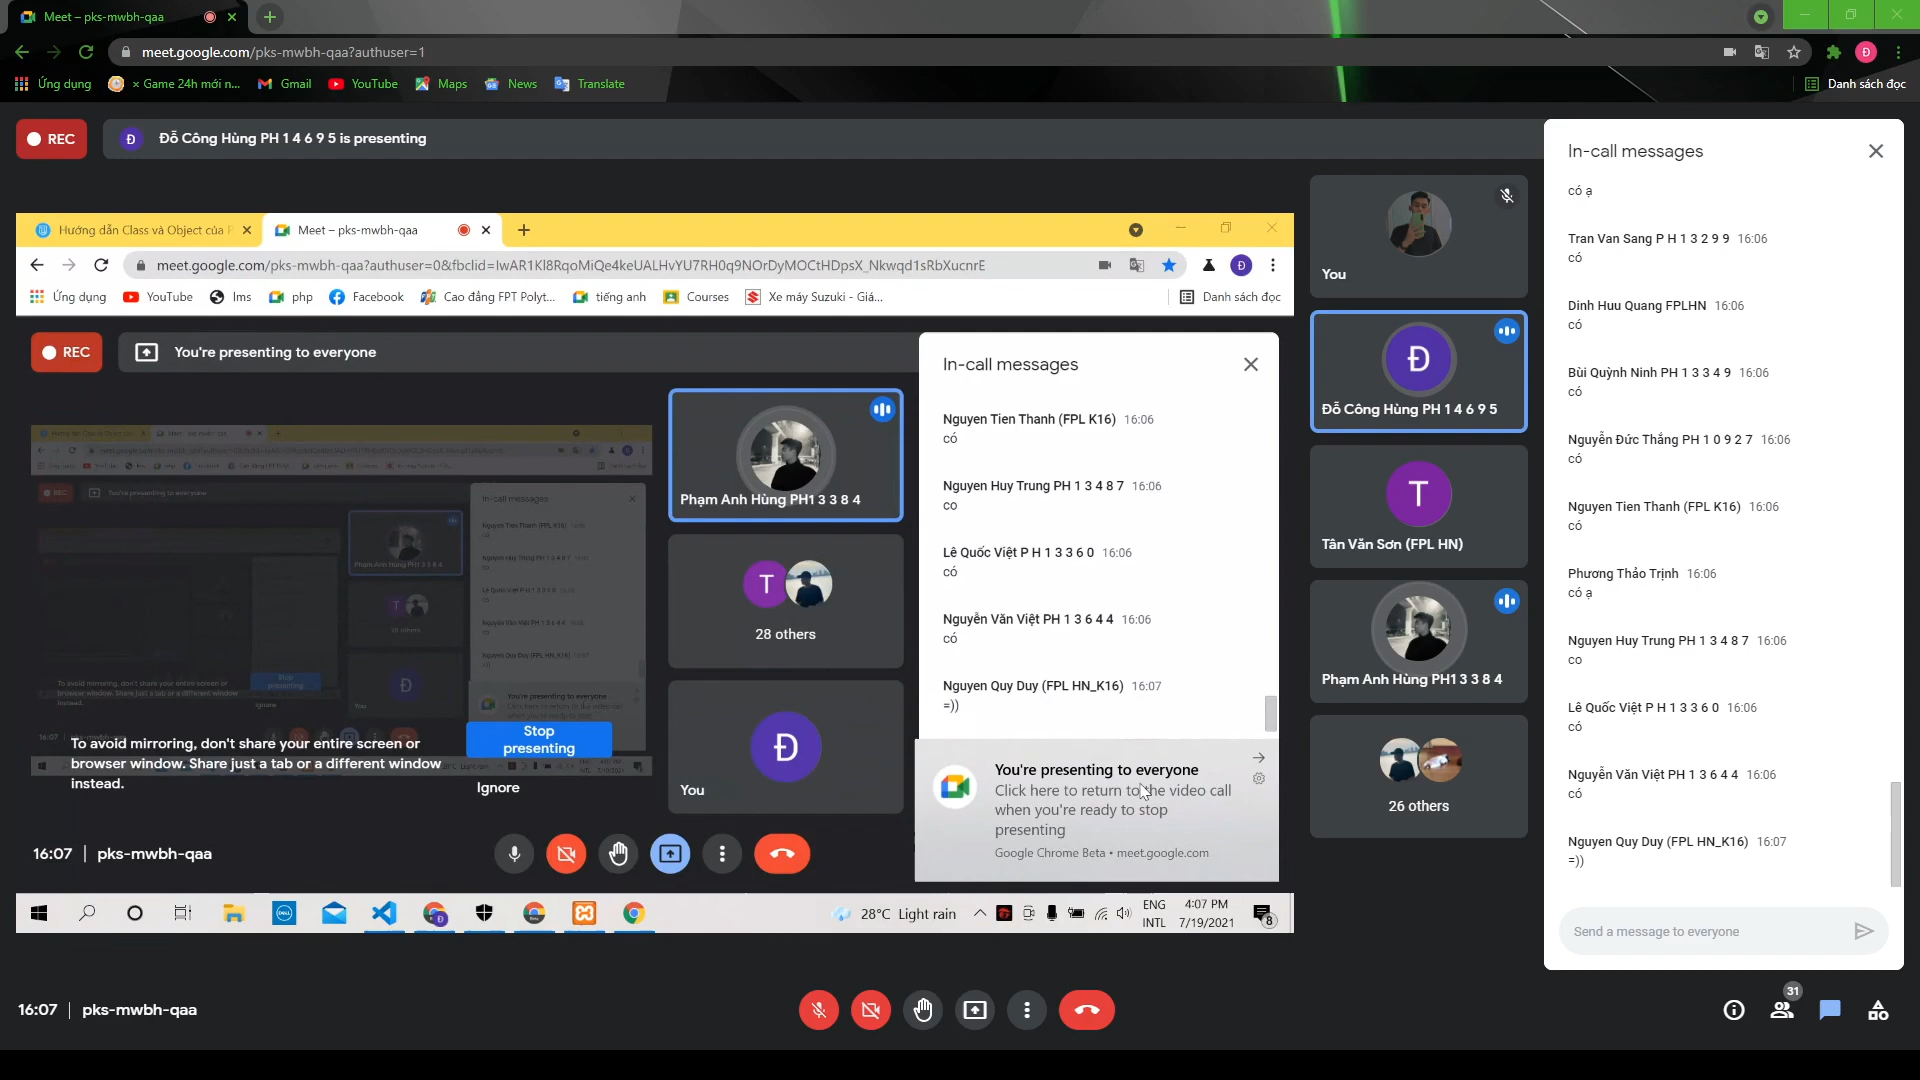 Meet – pks-mwbh-qaa
meet.google.com/pks-mwbh-qaa?authuser=1
Ứng dụng
× Game 24h mới n...
Gmail
YouTube
Maps
News
Translate
Danh sách đọc
REC
Đ
Đỗ Công Hùng PH 1 4 6 9 5 is presenting
Hướng dẫn Class và Object của P
Meet – pks-mwbh-qaa
meet.google.com/pks-mwbh-qaa?authuser=0&fbclid=IwAR1Kl8RqoMiQe4keUALHvYU7RH0q9NOrDyMOCtHDpsX_Nkwqd1sRbXucnrE
Đ
Ứng dụng
YouTube
Ims
php
Facebook
Cao đẳng FPT Polyt...
tiếng anh
Courses
Xe máy Suzuki - Giá...
Danh sách đọc
REC
You're presenting to everyone
To avoid mirroring, don't share your entire screen or
browser window. Share just a tab or a different window
instead.
Stop
presenting
Ignore
Phạm Anh Hùng PH1 3 3 8 4
T
28 others
Đ
You
In-call messages
Nguyen Tien Thanh (FPL K16) 16:06
có
Nguyen Huy Trung PH 1 3 4 8 7 16:06
co
Lê Quốc Việt P H 1 3 3 6 0 16:06
có
Nguyễn Văn Việt PH 1 3 6 4 4 16:06
có
Nguyen Quy Duy (FPL HN_K16) 16:07
=))
You're presenting to everyone
Click here to return to the video call
when you're ready to stop
presenting
Google Chrome Beta • meet.google.com
16:07 | pks-mwbh-qaa
DELL
28°C Light rain
ENG
INTL
4:07 PM
7/19/2021
8
You
Đ
Đỗ Công Hùng PH 1 4 6 9 5
T
Tân Văn Sơn (FPL HN)
Phạm Anh Hùng PH1 3 3 8 4
26 others
In-call messages
có ạ
Tran Van Sang P H 1 3 2 9 9 16:06
có
Dinh Huu Quang FPLHN 16:06
có
Bùi Quỳnh Ninh PH 1 3 3 4 9 16:06
có
Nguyễn Đức Thắng PH 1 0 9 2 7 16:06
có
Nguyen Tien Thanh (FPL K16) 16:06
có
Phương Thảo Trịnh 16:06
có ạ
Nguyen Huy Trung PH 1 3 4 8 7 16:06
co
Lê Quốc Việt P H 1 3 3 6 0 16:06
có
Nguyễn Văn Việt PH 1 3 6 4 4 16:06
có
Nguyen Quy Duy (FPL HN_K16) 16:07
=))
Send a message to everyone
16:07 | pks-mwbh-qaa
31